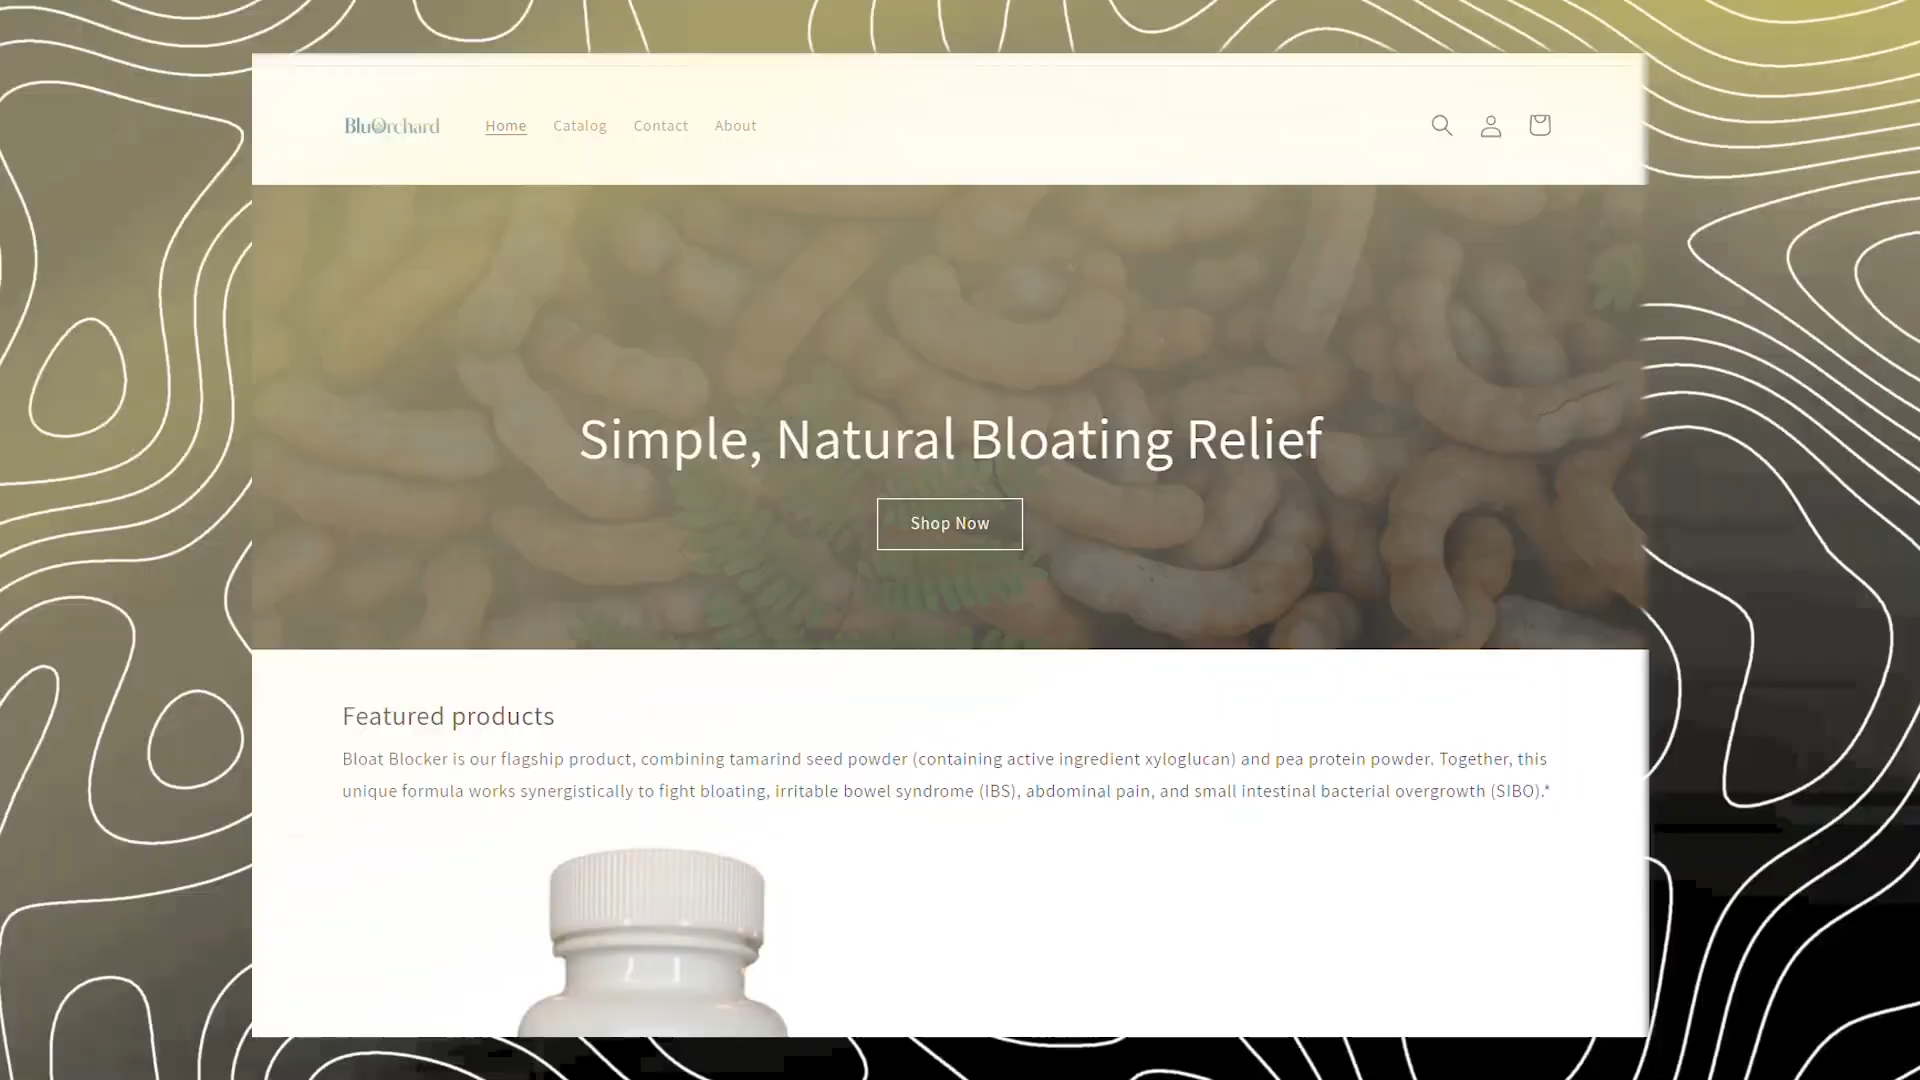 BluOrchard
Home Catalog Contact About
Simple, Natural Bloating Relief
Shop Now
Featured products
Bloat Blocker is our flagship product, combining tamarind seed powder (containing active ingredient xyloglucan) and pea protein powder. Together, this
unique formula works synergistically to fight bloating, irritable bowel syndrome (IBS), abdominal pain, and small intestinal bacterial overgrowth (SIBO).*